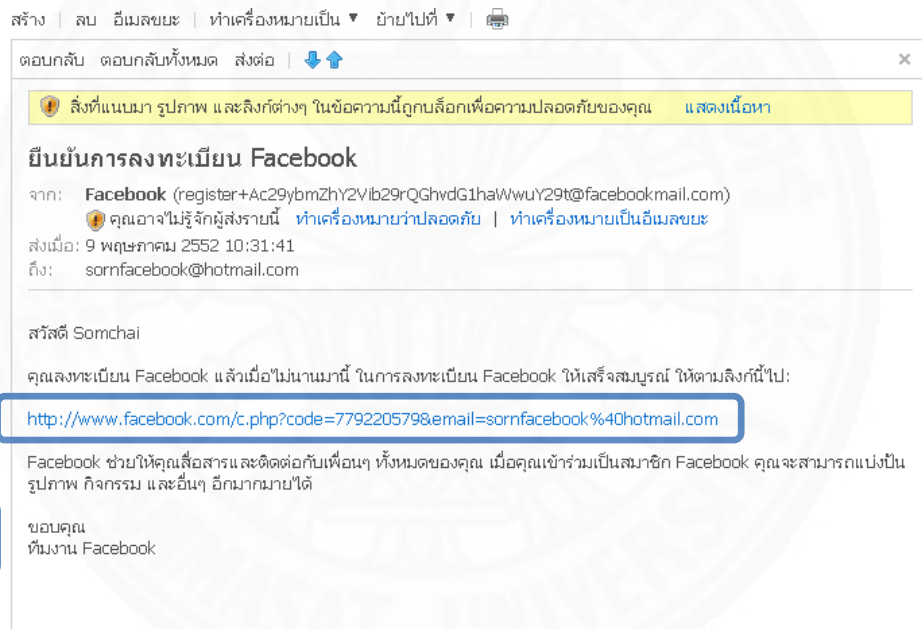 สร้าง | ลบ อีเมลขยะ | ทำเครื่องหมายเป็น ▼ ย้ายไปที่ ▼ |
ตอบกลับ ตอบกลับทั้งหมด ส่งต่อ |
สิ่งที่แนบมา รูปภาพ และลิงก์ต่างๆ ในข้อความนี้ถูกบล็อกเพื่อความปลอดภัยของคุณ แสดงเนื้อหา
ยืนยันการลงทะเบียน Facebook
จาก: Facebook (register+Ac29ybmZhY2Vib29rQGhvdG1haWwuY29t@facebookmail.com)
คุณอาจไม่รู้จักผู้ส่งรายนี้ ทำเครื่องหมายว่าปลอดภัย | ทำเครื่องหมายเป็นอีเมลขยะ
ส่งเมื่อ: 9 พฤษภาคม 2552 10:31:41
ถึง: sornfacebook@hotmail.com
สวัสดี Somchai
คุณลงทะเบียน Facebook แล้วเมื่อไม่นานมานี้ ในการลงทะเบียน Facebook ให้เสร็จสมบูรณ์ ให้ตามลิงก์นี้ไป:
http://www.facebook.com/c.php?code=779220579&email=sornfacebook%40hotmail.com
Facebook ช่วยให้คุณสื่อสารและติดต่อกับเพื่อนๆ ทั้งหมดของคุณ เมื่อคุณเข้าร่วมเป็นสมาชิก Facebook คุณจะสามารถแบ่งปัน
รูปภาพ กิจกรรม และอื่นๆ อีกมากมายได้
ขอบคุณ
ทีมงาน Facebook